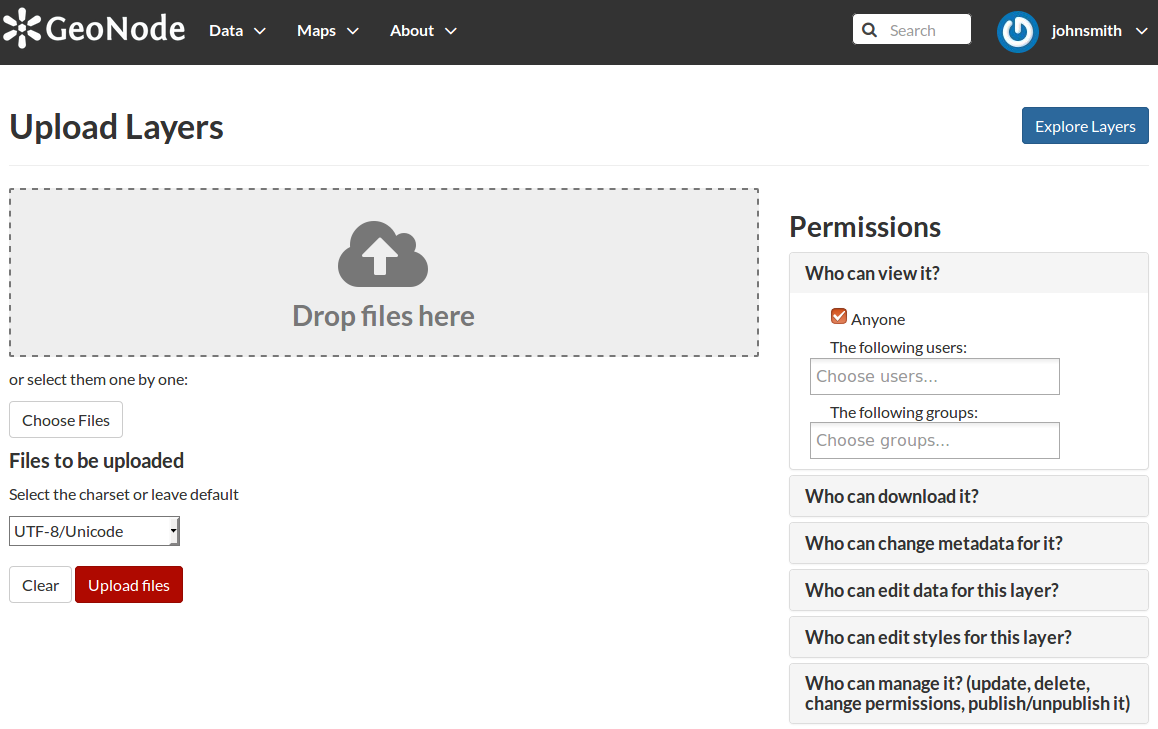 GeoNode Data Maps About Search johnsmith
Upload Layers
Explore Layers
Drop files here
or select them one by one:
Choose Files
Files to be uploaded
Select the charset or leave default
UTF-8/Unicode
Clear Upload files
Permissions
Who can view it?
Anyone
The following users:
Choose users...
The following groups:
Choose groups...
Who can download it?
Who can change metadata for it?
Who can edit data for this layer?
Who can edit styles for this layer?
Who can manage it? (update, delete,
change permissions, publish/unpublish it)